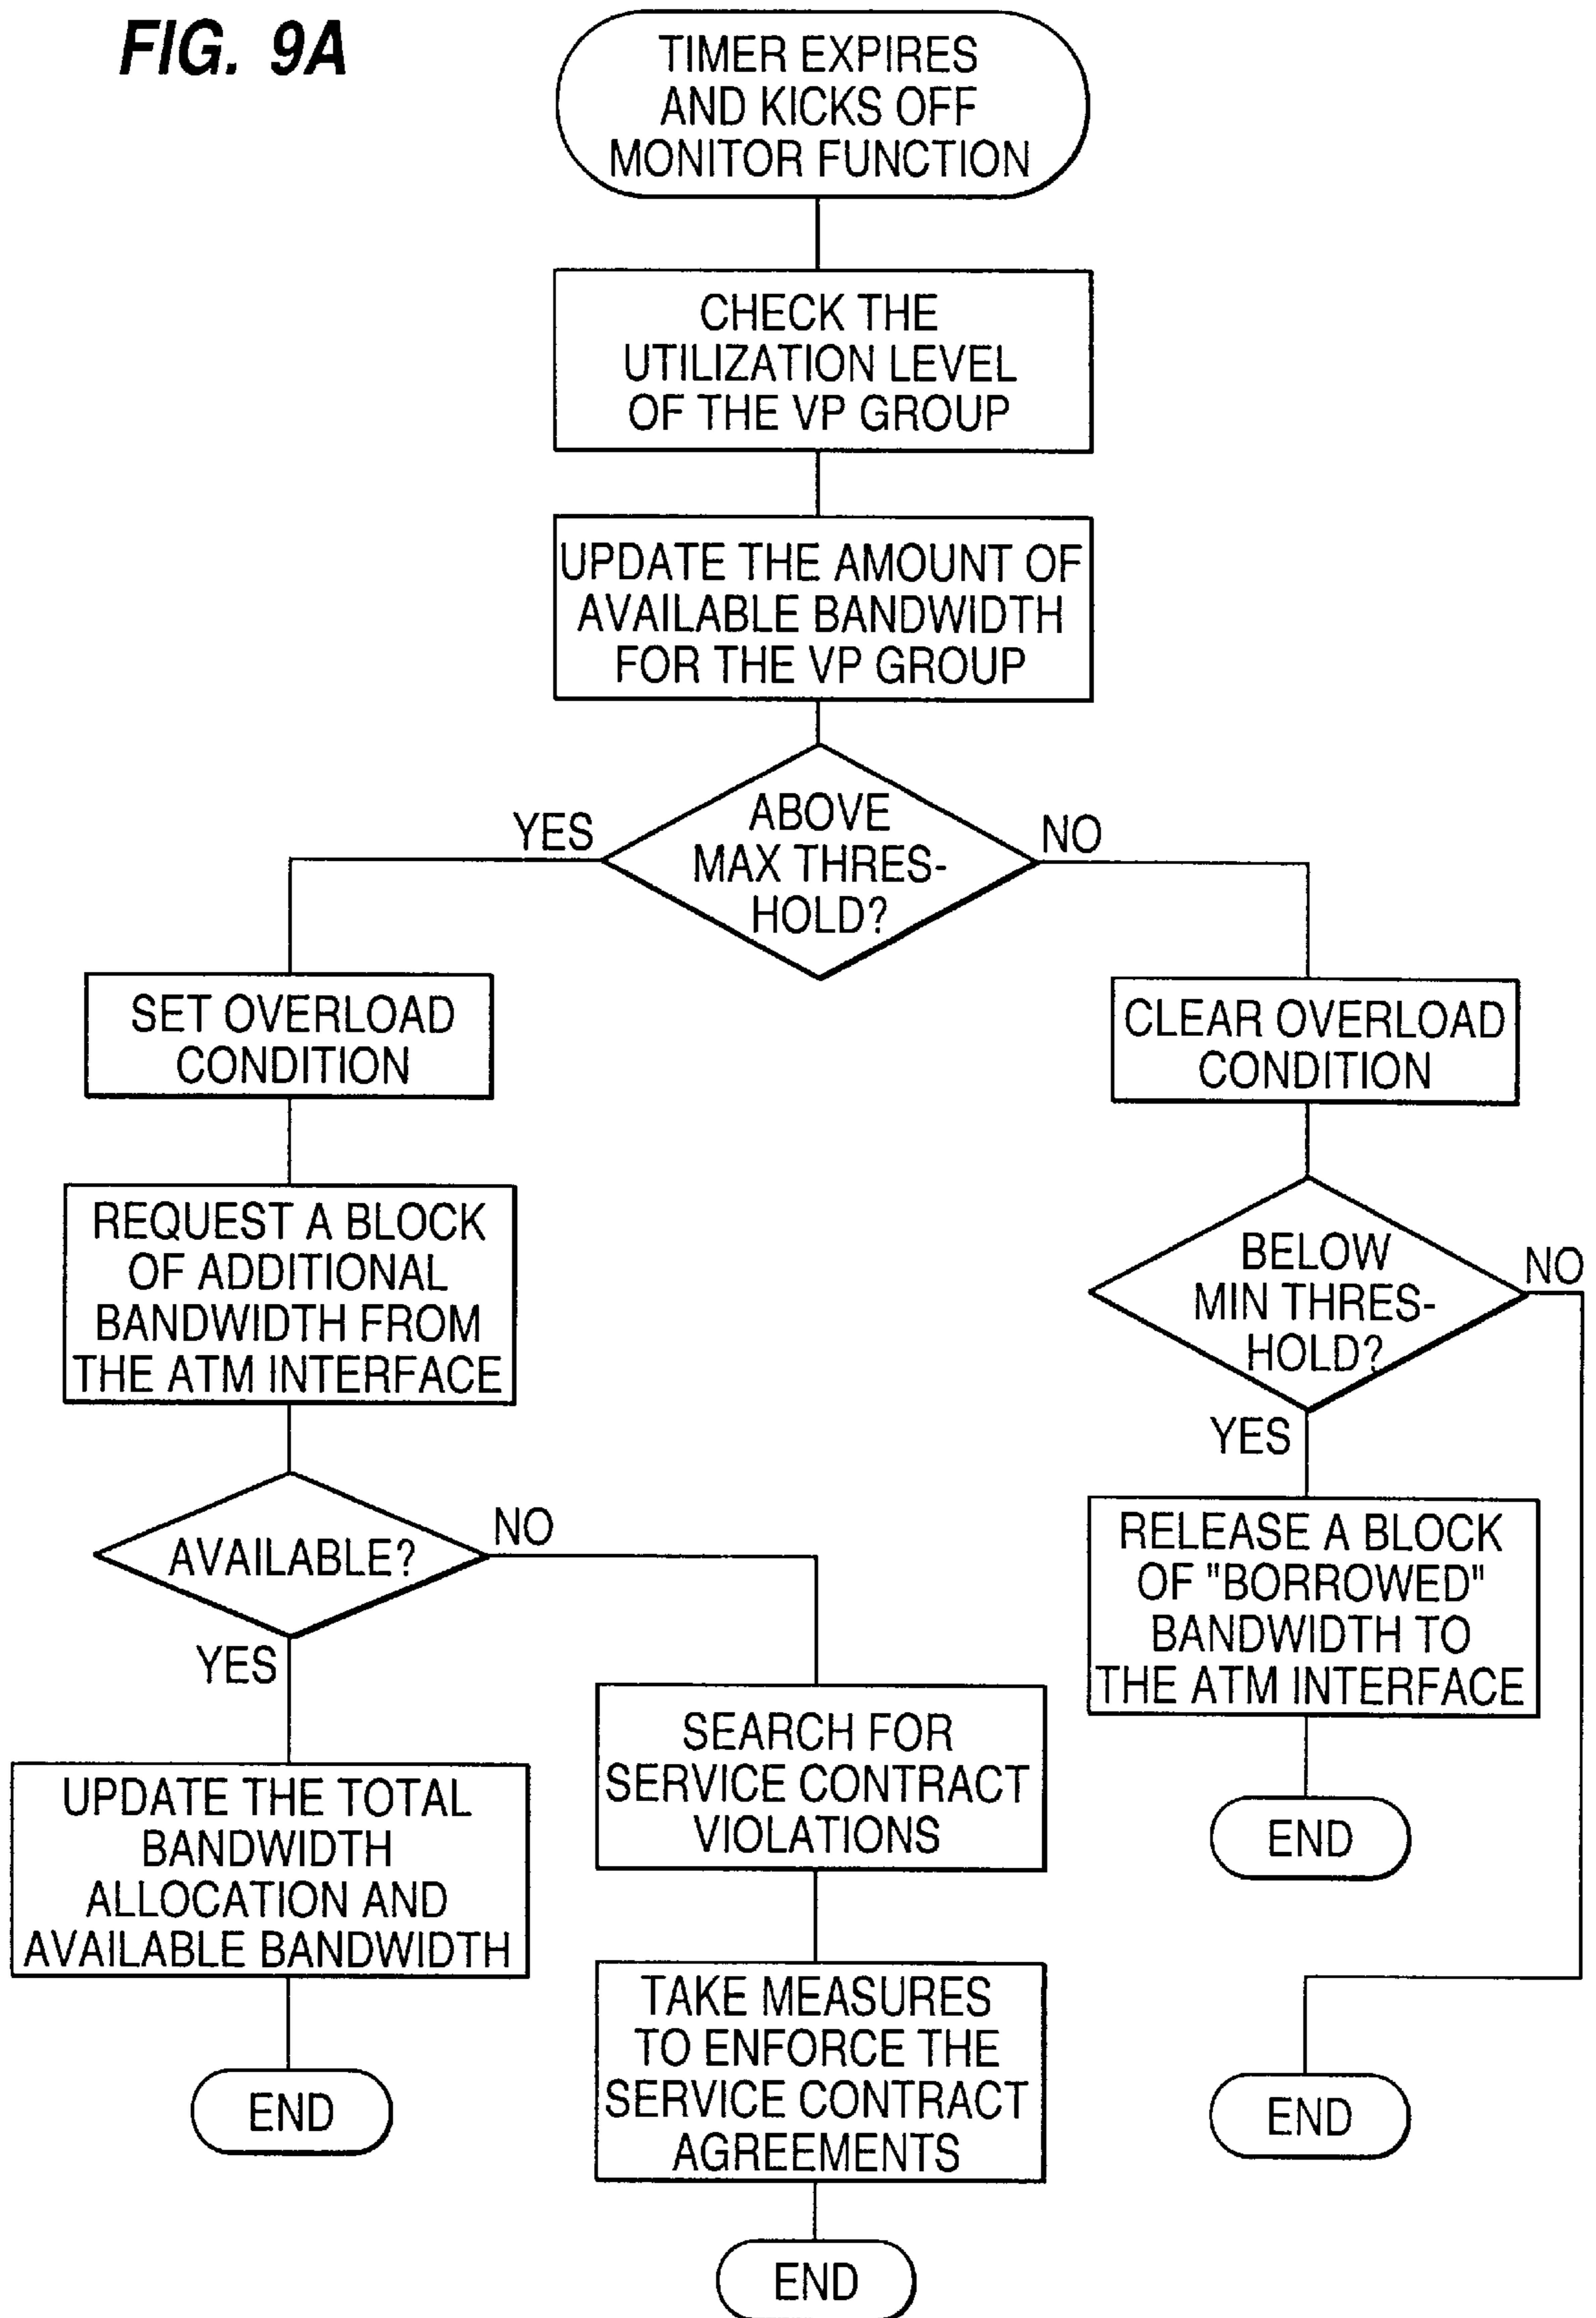 FIG. 9A
TIMER EXPIRES
AND KICKS OFF
MONITOR FUNCTION
CHECK THE
UTILIZATION LEVEL
OF THE VP GROUP
UPDATE THE AMOUNT OF
AVAILABLE BANDWIDTH
FOR THE VP GROUP
ABOVE
MAX THRES-
HOLD?
YES
NO
SET OVERLOAD
CONDITION
REQUEST A BLOCK
OF ADDITIONAL
BANDWIDTH FROM
THE ATM INTERFACE
AVAILABLE?
NO
YES
UPDATE THE TOTAL
BANDWIDTH
ALLOCATION AND
AVAILABLE BANDWIDTH
END
SEARCH FOR
SERVICE CONTRACT
VIOLATIONS
TAKE MEASURES
TO ENFORCE THE
SERVICE CONTRACT
AGREEMENTS
END
CLEAR OVERLOAD
CONDITION
BELOW
MIN THRES-
HOLD?
NO
YES
RELEASE A BLOCK
OF "BORROWED"
BANDWIDTH TO
THE ATM INTERFACE
END
END